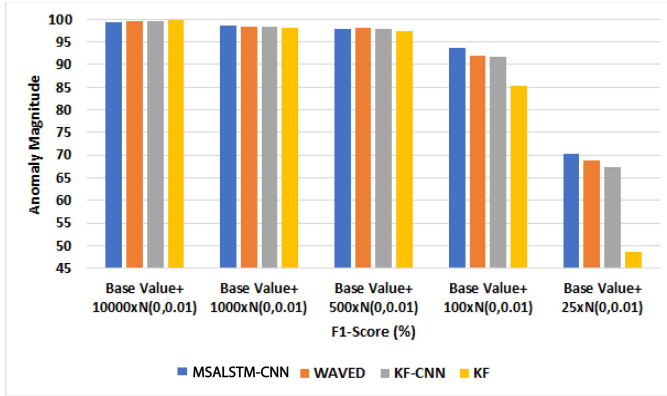 100
95
90
85
80
75
70
65
60
55
50
45
Anomaly Magnitude
Base Value+ Base Value+ Base Value+ Base Value+ Base Value+
10000xN(0,0.01) 1000xN(0,0.01) 500xN(0,0.01) 100xN(0,0.01) 25xN(0,0.01)
F1-Score (%)
MSALSTM-CNN WAVED KF-CNN KF